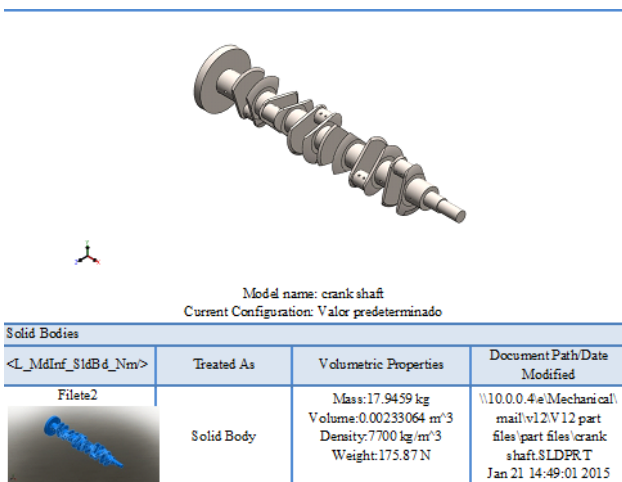 Model name: crank shaft
Current Configuration: Valor predeterminado
Solid Bodies
<L_MdInf_SldBd_Nm/>
Treated As
Volumetric Properties
Document Path/Date
Modified
Filete2
Solid Body
Mass:17.9459 kg
Volume:0.00233064 m^3
Density:7700 kg/m^3
Weight:175.87 N
\\10.0.0.4\e\Mechanical\
mail\v12\V12 part
files\part files\crank
shaft.SLDPRT
Jan 21 14:49:01 2015